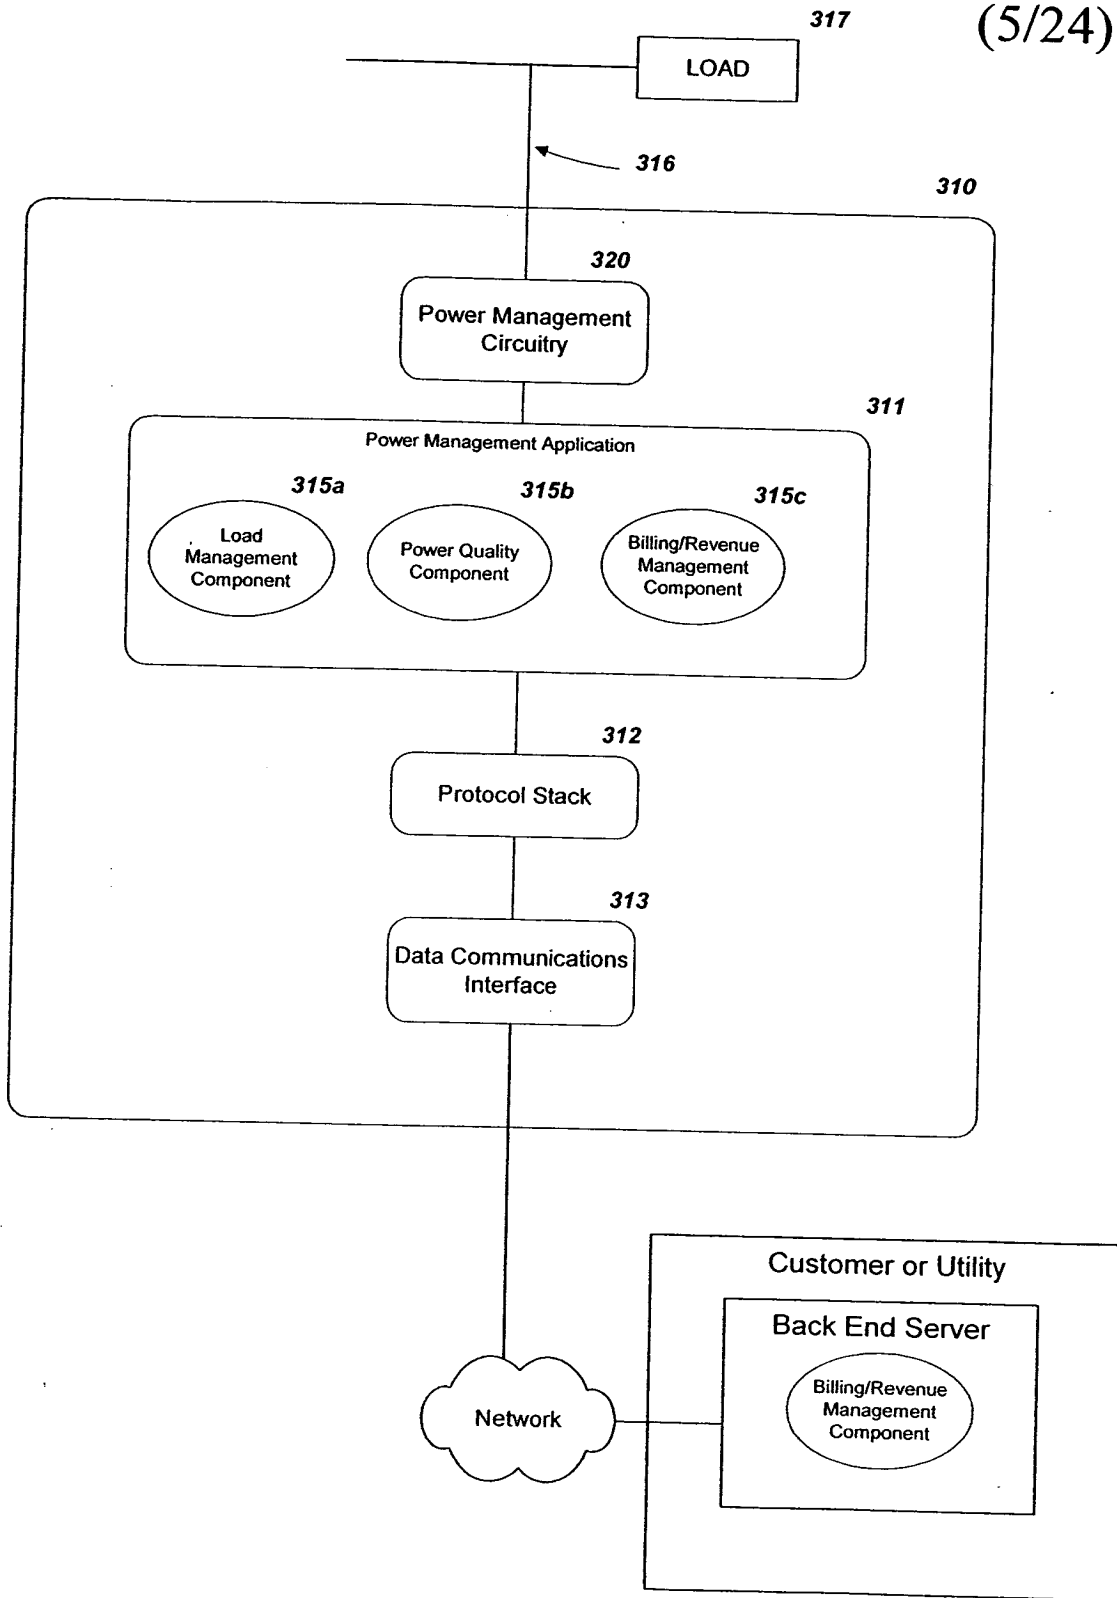 317
(5/24)
LOAD
316
310
320
Power Management
Circuitry
311
Power Management Application
315a
315b
315c
Load
Management
Component
Power Quality
Component
Billing/Revenue
Management
Component
312
Protocol Stack
313
Data Communications
Interface
Customer or Utility
Back End Server
Billing/Revenue
Management
Component
Network